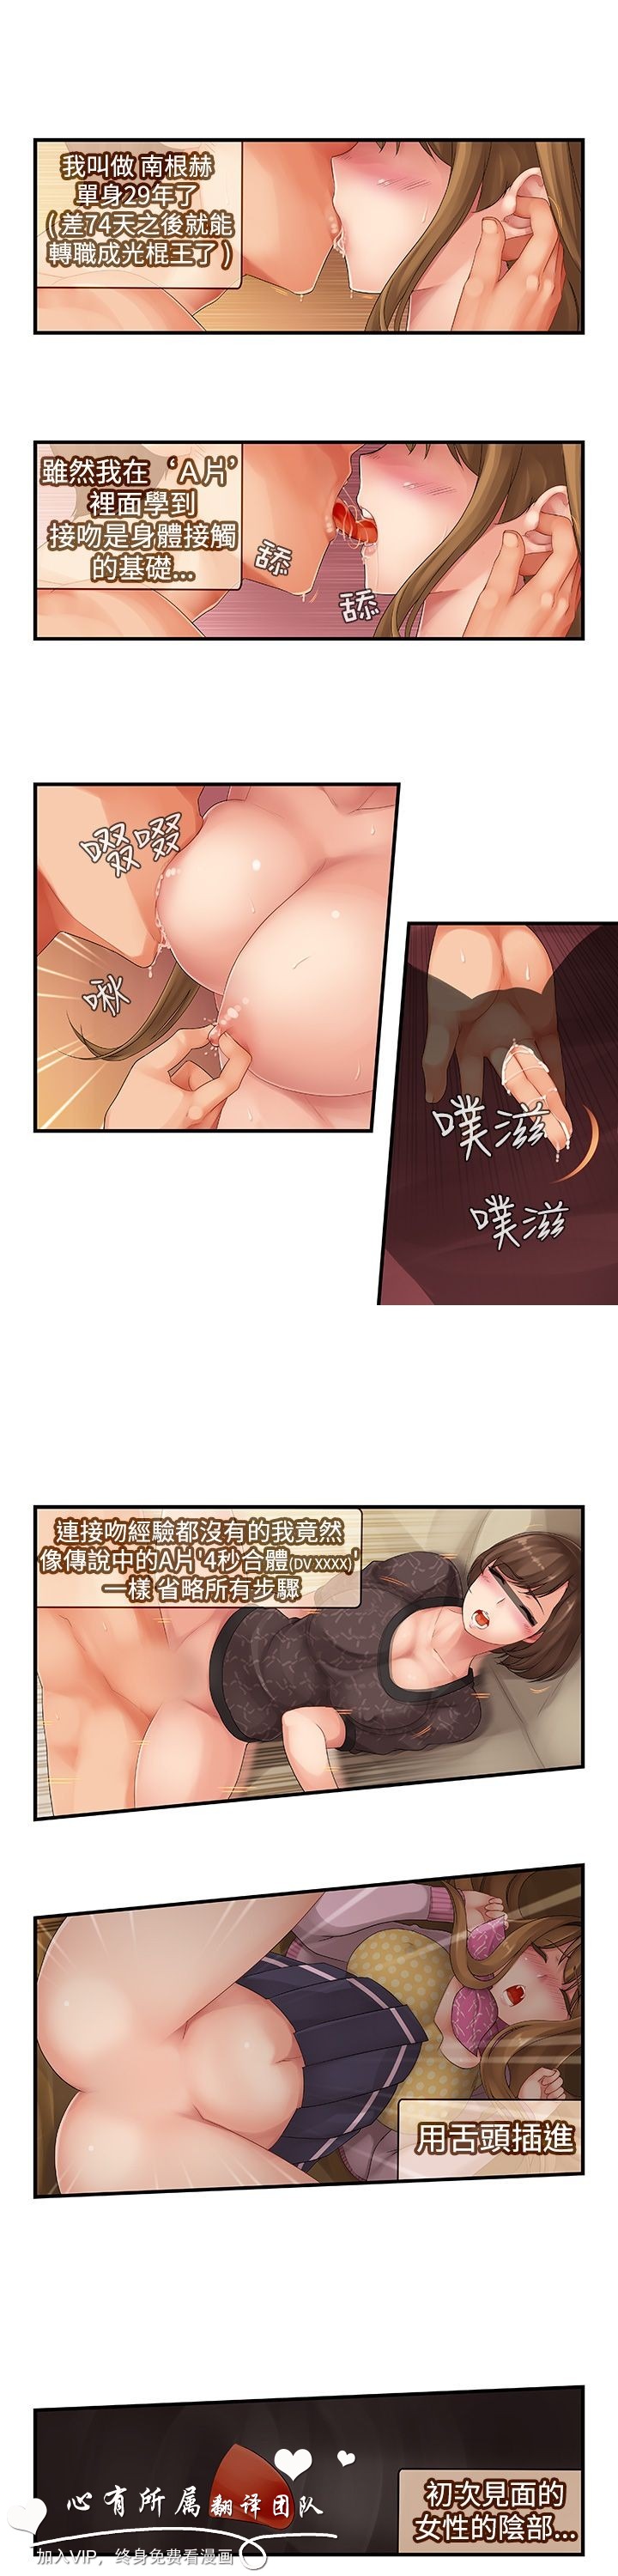 我叫做 南根赫
單身29年了
(差74天之後就能
轉職成光棍王了)
雖然我在 ‘A片’
裡面學到
接吻是身體接觸
的基礎...
舔
舔
啜啜
啾
噗滋
噗滋
連接吻經驗都沒有的我竟然
像傳說中的A片'4秒合體(DV XXXX)'
一樣 省略所有步驟
用舌頭插進
初次見面的
女性的陰部...
心有所属翻译团队
加入VIP，终身免费看漫画